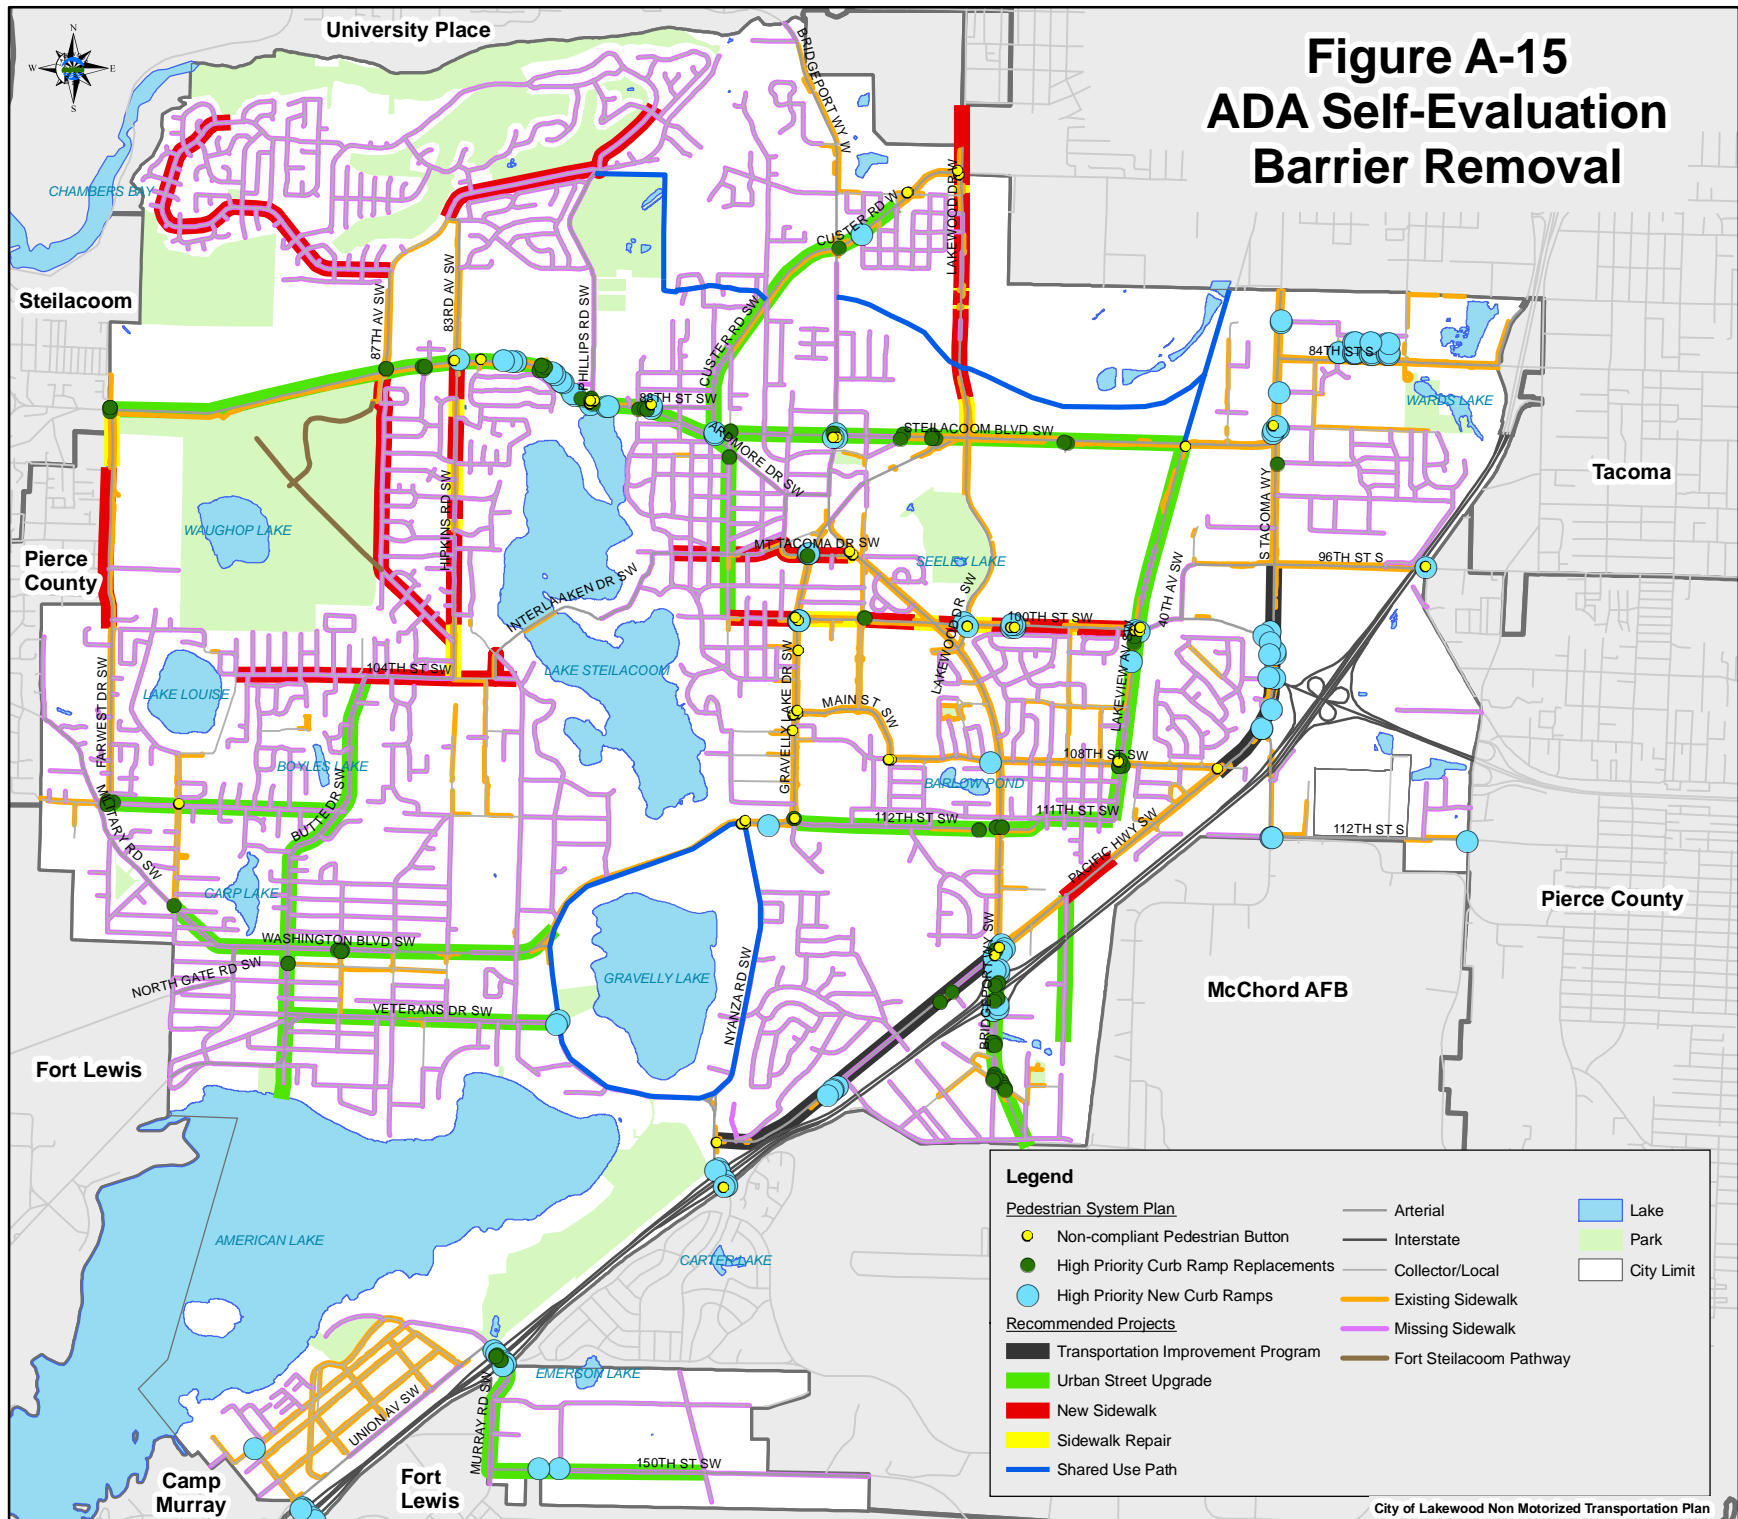 University Place
Figure A-15
ADA Self-Evaluation
Barrier Removal
N
W
E
S
BRIDGEPORT WY W
CHAMBERS BAY
LAKEWOOD DR W
CUSTER RD W
Steilacoom
87TH AV SW
83RD AV SW
PHILLIPS RD SW
CUSTER RD SW
84TH ST S
WARDS LAKE
88TH ST SW
ARDMORE DR SW
STEILACOOM BLVD SW
Tacoma
S TACOMA WY
HIPKINS RD SW
WAUGHOP LAKE
MT TACOMA DR SW
SEELEY LAKE
96TH ST S
Pierce
County
40TH AV SW
INTERLAAKEN DR SW
100TH ST SW
LAKEWOOD DR SW
LAKEVIEW AV SW
104TH ST SW
LAKE STEILACOOM
LAKE LOUISE
FARWEST DR SW
GRAVELLY LAKE DR SW
MAIN ST SW
108TH ST SW
BOYLES LAKE
BARLOW POND
BUTTE DR SW
MILITARY RD SW
112TH ST SW
111TH ST SW
112TH ST S
PACIFIC HWY SW
CARP LAKE
Pierce County
WASHINGTON BLVD SW
NORTH GATE RD SW
GRAVELLY LAKE
NYANZA RD SW
BRIDGEPORT WY SW
McChord AFB
VETERANS DR SW
Fort Lewis
AMERICAN LAKE
CARTER LAKE
EMERSON LAKE
UNION AV SW
MURRAY RD SW
150TH ST SW
Camp
Murray
Fort
Lewis
Legend
Pedestrian System Plan
Non-compliant Pedestrian Button
High Priority Curb Ramp Replacements
High Priority New Curb Ramps
Recommended Projects
Transportation Improvement Program
Urban Street Upgrade
New Sidewalk
Sidewalk Repair
Shared Use Path
Arterial
Interstate
Collector/Local
Existing Sidewalk
Missing Sidewalk
Fort Steilacoom Pathway
Lake
Park
City Limit
City of Lakewood Non Motorized Transportation Plan